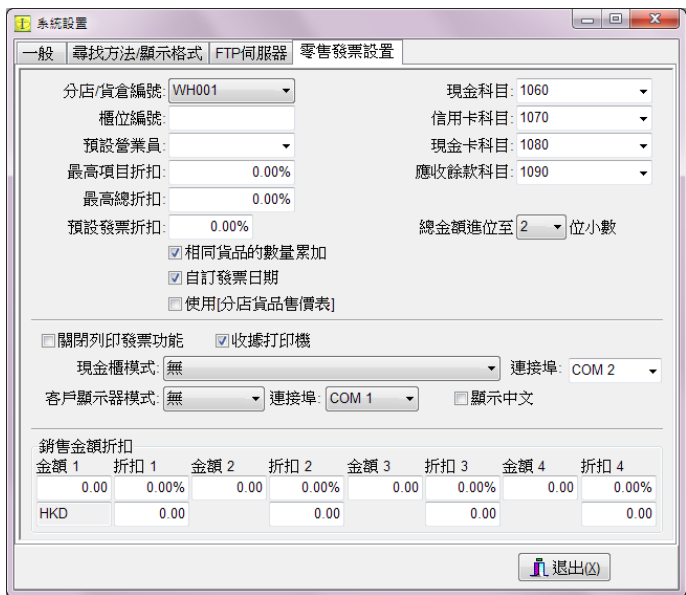 系統設置
一般 尋找方法/顯示格式 FTP伺服器 零售發票設置
分店/貨倉編號: WH001 現金科目: 1060
櫃位編號: 信用卡科目: 1070
預設營業員: 現金卡科目: 1080
最高項目折扣: 0.00% 應收餘款科目: 1090
最高總折扣: 0.00%
預設發票折扣: 0.00% 總金額進位至 2 位小數
相同貨品的數量累加
自訂發票日期
使用[分店貨品售價表]
關閉列印發票功能 收據打印機
現金櫃模式: 無 連接埠: COM 2
客戶顯示器模式: 無 連接埠: COM 1 顯示中文
銷售金額折扣
金額 1 折扣 1 金額 2 折扣 2 金額 3 折扣 3 金額 4 折扣 4
0.00 0.00% 0.00 0.00% 0.00 0.00% 0.00 0.00%
HKD 0.00 0.00 0.00 0.00
退出(X)